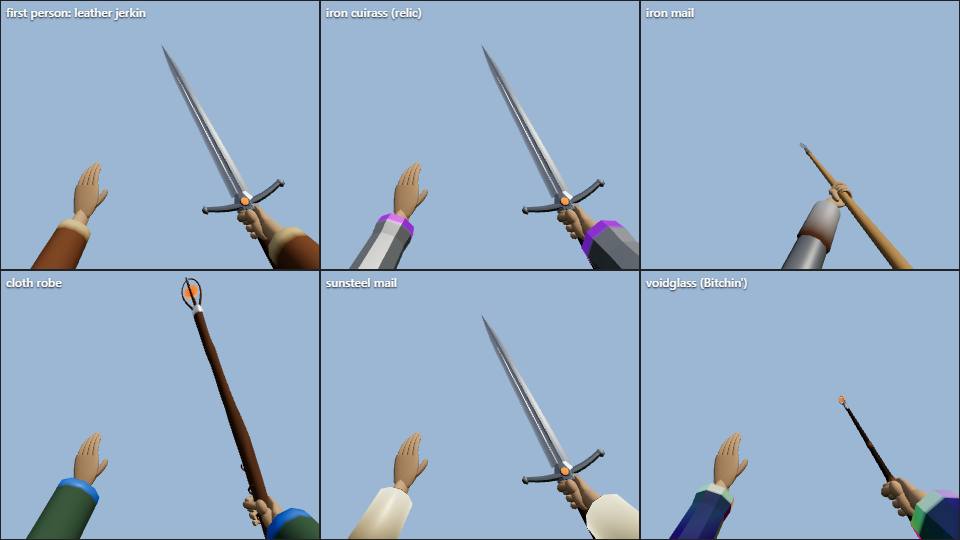 first person: leather jerkin
iron cuirass (relic)
iron mail
cloth robe
sunsteel mail
voidglass (Bitchin')